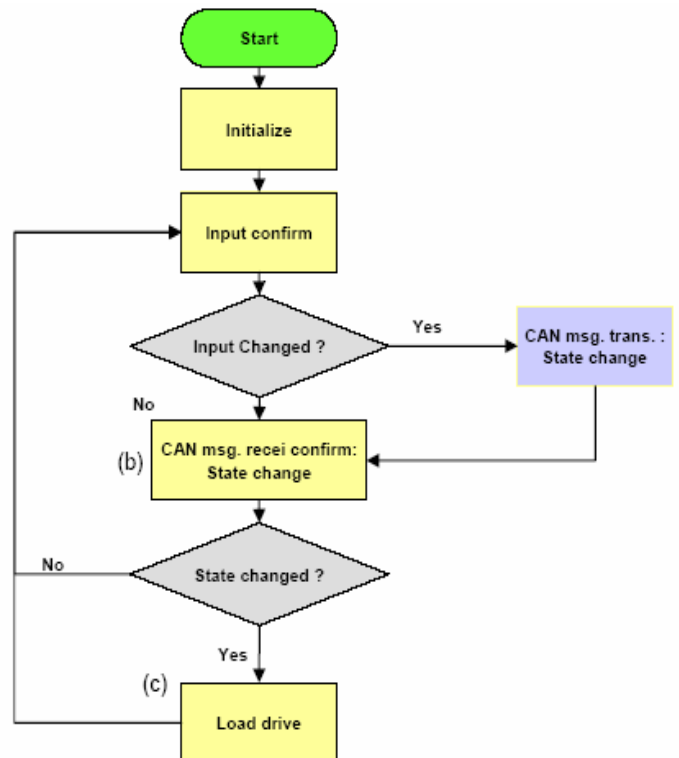 Start
Initialize
Input confirm
Input Changed ?
Yes
CAN msg. trans. :
State change
No
(b)
CAN msg. recei confirm:
State change
No
State changed ?
Yes
(c)
Load drive